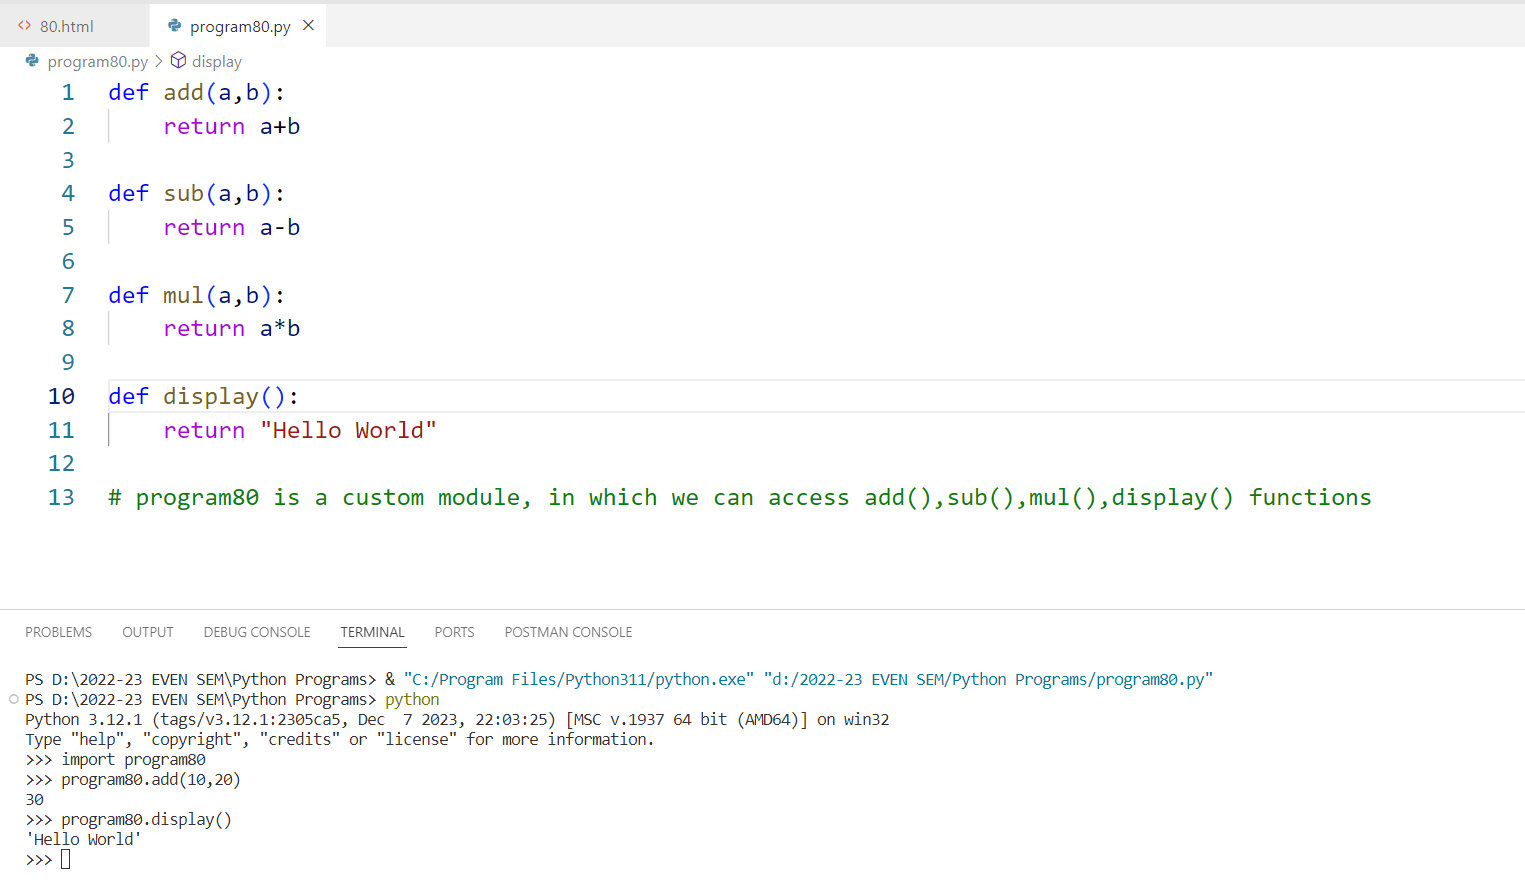 80.html program80.py
program80.py > display
1 def add(a,b):
2     return a+b
3
4 def sub(a,b):
5     return a-b
6
7 def mul(a,b):
8     return a*b
9
10 def display():
11     return "Hello World"
12
13 # program80 is a custom module, in which we can access add(),sub(),mul(),display() functions
PROBLEMS OUTPUT DEBUG CONSOLE TERMINAL PORTS POSTMAN CONSOLE
PS D:\2022-23 EVEN SEM\Python Programs> & "C:/Program Files/Python311/python.exe" "d:/2022-23 EVEN SEM/Python Programs/program80.py"
PS D:\2022-23 EVEN SEM\Python Programs> python
Python 3.12.1 (tags/v3.12.1:2305ca5, Dec  7 2023, 22:03:25) [MSC v.1937 64 bit (AMD64)] on win32
Type "help", "copyright", "credits" or "license" for more information.
>>> import program80
>>> program80.add(10,20)
30
>>> program80.display()
'Hello World'
>>>